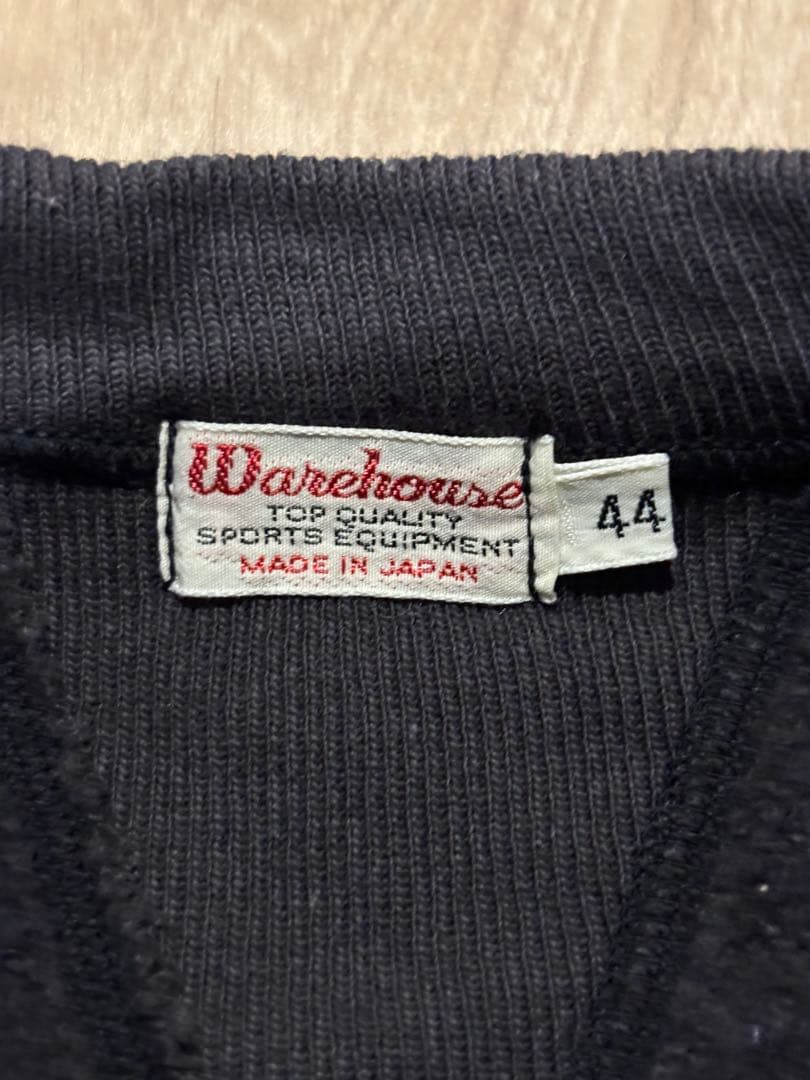 Warehouse
TOP QUALITY
SPORTS EQUIPMENT
MADE IN JAPAN
44